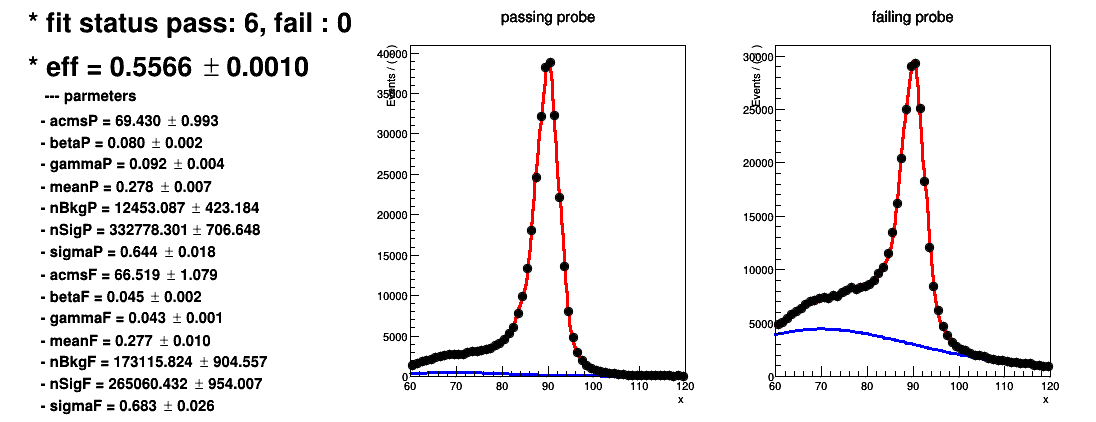 * fit status pass: 6, fail : 0
* eff = 0.5566 ± 0.0010
--- parmeters
- acmsP = 69.430 ± 0.993
- betaP = 0.080 ± 0.002
- gammaP = 0.092 ± 0.004
- meanP = 0.278 ± 0.007
- nBkgP = 12453.087 ± 423.184
- nSigP = 332778.301 ± 706.648
- sigmaP = 0.644 ± 0.018
- acmsF = 66.519 ± 1.079
- betaF = 0.045 ± 0.002
- gammaF = 0.043 ± 0.001
- meanF = 0.277 ± 0.010
- nBkgF = 173115.824 ± 904.557
- nSigF = 265060.432 ± 954.007
- sigmaF = 0.683 ± 0.026
passing probe
Events / ( )
40000
35000
30000
25000
20000
15000
10000
5000
0
60 70 80 90 100 110 120
x
failing probe
Events / ( )
30000
25000
20000
15000
10000
5000
0
60 70 80 90 100 110 120
x